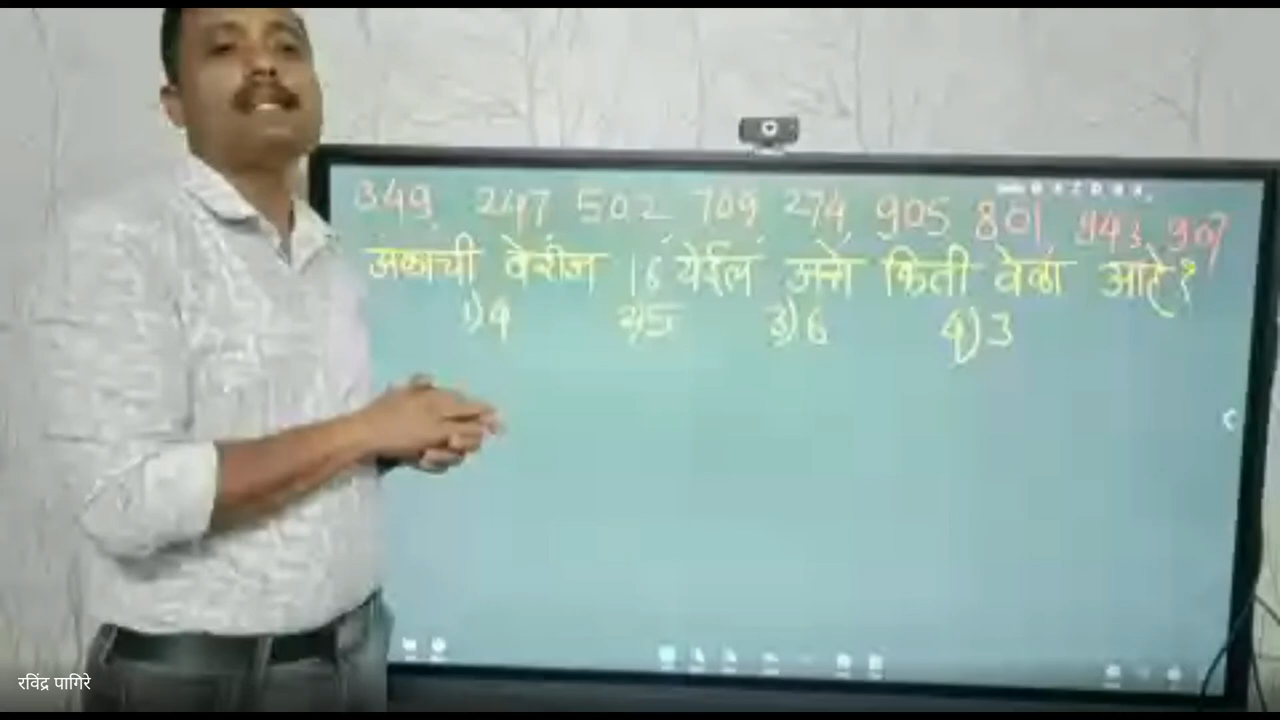 349 247 502 709 274 905 801 943 907
अंकाची बेरीज 16 येईल असे किती वेळा आहे?
1)4 2)5 3)6 4)3
रविंद्र पागिरे